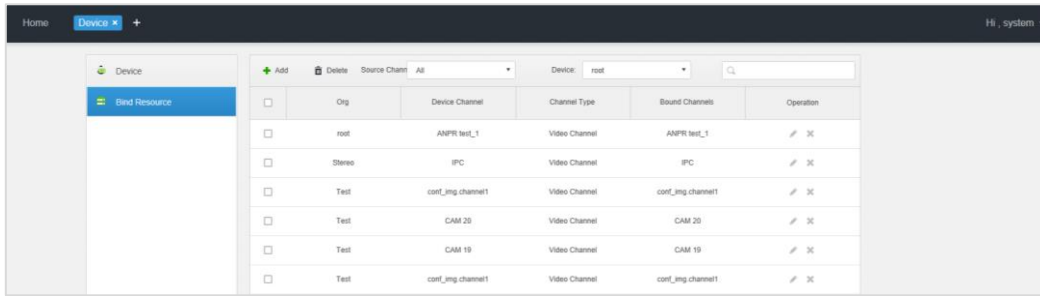 Home Device × + Hi , system
Device
Bind Resource
Add Delete Source Chann All Device: root
Org Device Channel Channel Type Bound Channels Operation
root ANPR test_1 Video Channel ANPR test_1
Stereo IPC Video Channel IPC
Test conf_img.channel1 Video Channel conf_img.channel1
Test CAM 20 Video Channel CAM 20
Test CAM 19 Video Channel CAM 19
Test conf_img.channel1 Video Channel conf_img.channel1